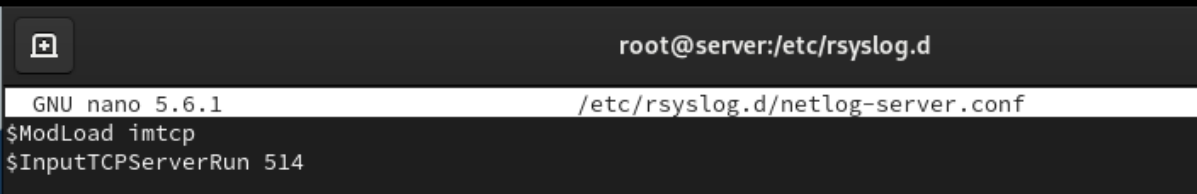 root@server:/etc/rsyslog.d
GNU nano 5.6.1 /etc/rsyslog.d/netlog-server.conf
$ModLoad imtcp
$InputTCPServerRun 514